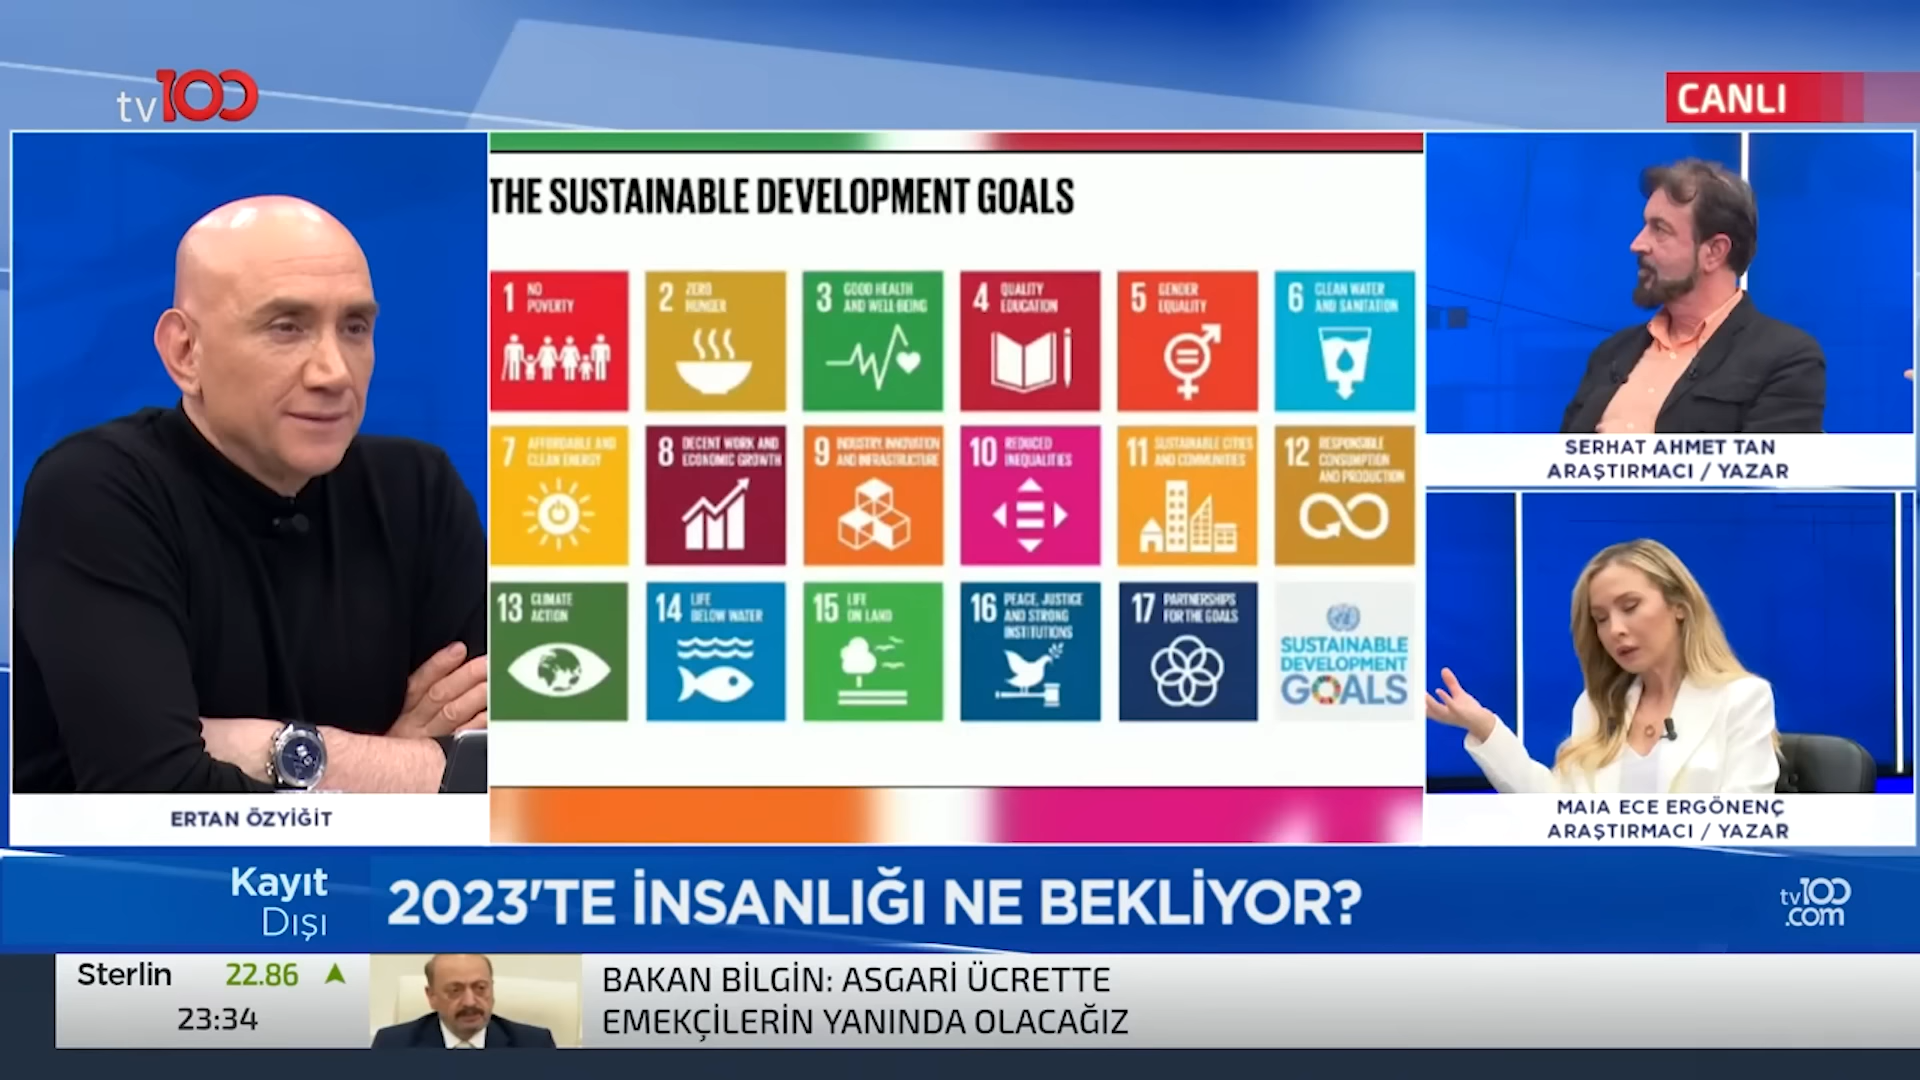 tv100
CANLI
THE SUSTAINABLE DEVELOPMENT GOALS
1 NO
POVERTY
2 ZERO
HUNGER
3 GOOD HEALTH
AND WELL-BEING
4 QUALITY
EDUCATION
5 GENDER
EQUALITY
6 CLEAN WATER
AND SANITATION
7 AFFORDABLE AND
CLEAN ENERGY
8 DECENT WORK AND
ECONOMIC GROWTH
9 INDUSTRY, INNOVATION
AND INFRASTRUCTURE
10 REDUCED
INEQUALITIES
11 SUSTAINABLE CITIES
AND COMMUNITIES
12 RESPONSIBLE
CONSUMPTION
AND PRODUCTION
13 CLIMATE
ACTION
14 LIFE
BELOW WATER
15 LIFE
ON LAND
16 PEACE, JUSTICE
AND STRONG
INSTITUTIONS
17 PARTNERSHIPS
FOR THE GOALS
SUSTAINABLE
DEVELOPMENT
GOALS
SERHAT AHMET TAN
ARAŞTIRMACI / YAZAR
MAIA ECE ERGÖNENÇ
ARAŞTIRMACI / YAZAR
ERTAN ÖZYİĞİT
Kayıt
Dışı
2023'TE İNSANLIĞI NE BEKLİYOR?
tv100
.com
Sterlin 22.86
23:34
BAKAN BİLGİN: ASGARİ ÜCRETTE
EMEKÇİLERİN YANINDA OLACAĞIZ